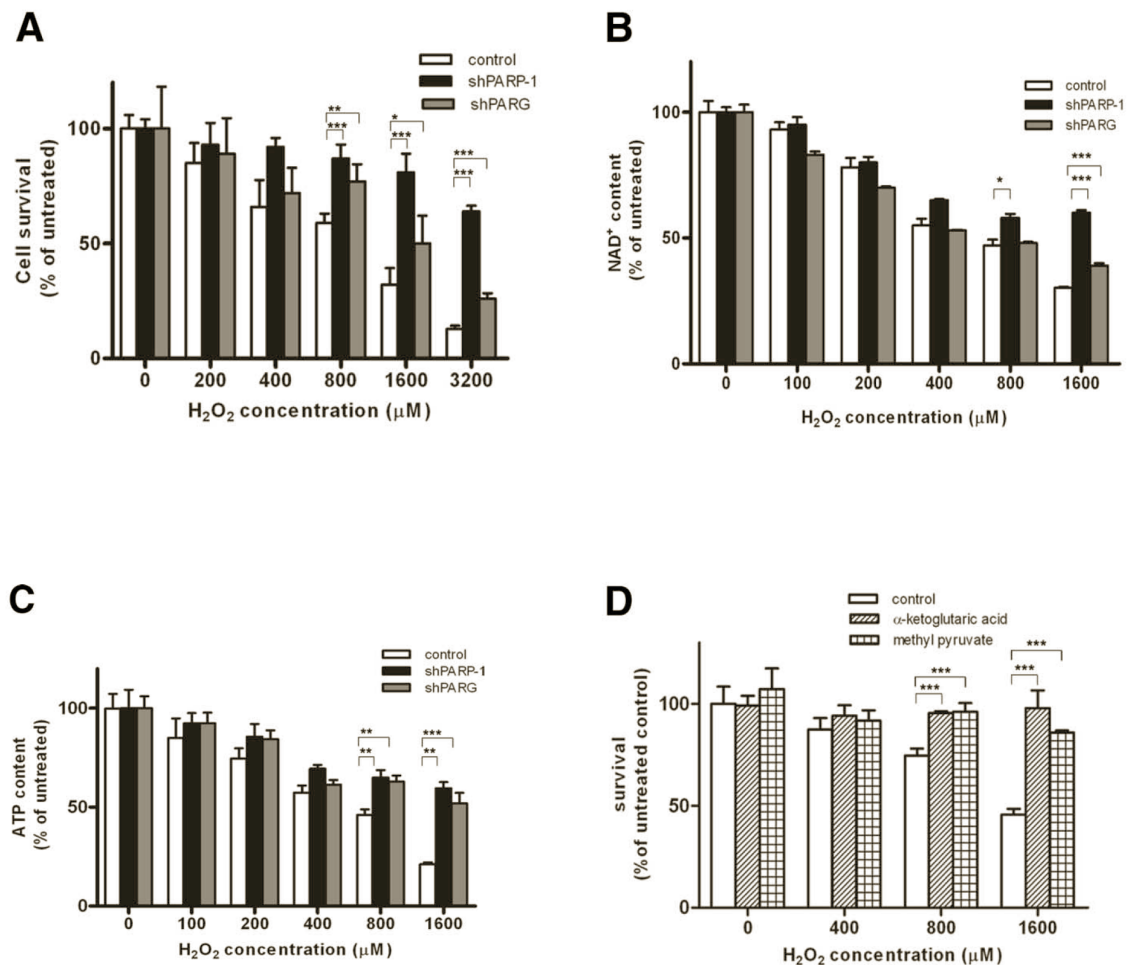 A
control
shPARP-1
shPARG
Cell survival
(% of untreated)
100
50
0
** 
***
*
***
***
***
0 200 400 800 1600 3200
H₂O₂ concentration (μM)
B
control
shPARP-1
shPARG
NAD⁺ content
(% of untreated)
100
50
0
*
***
***
0 100 200 400 800 1600
H₂O₂ concentration (μM)
C
control
shPARP-1
shPARG
ATP content
(% of untreated)
100
50
0
**
**
***
**
0 100 200 400 800 1600
H₂O₂ concentration (μM)
D
control
α-ketoglutaric acid
methyl pyruvate
survival
(%of untreated control)
100
50
0
***
***
***
***
0 400 800 1600
H₂O₂ concentration (μM)